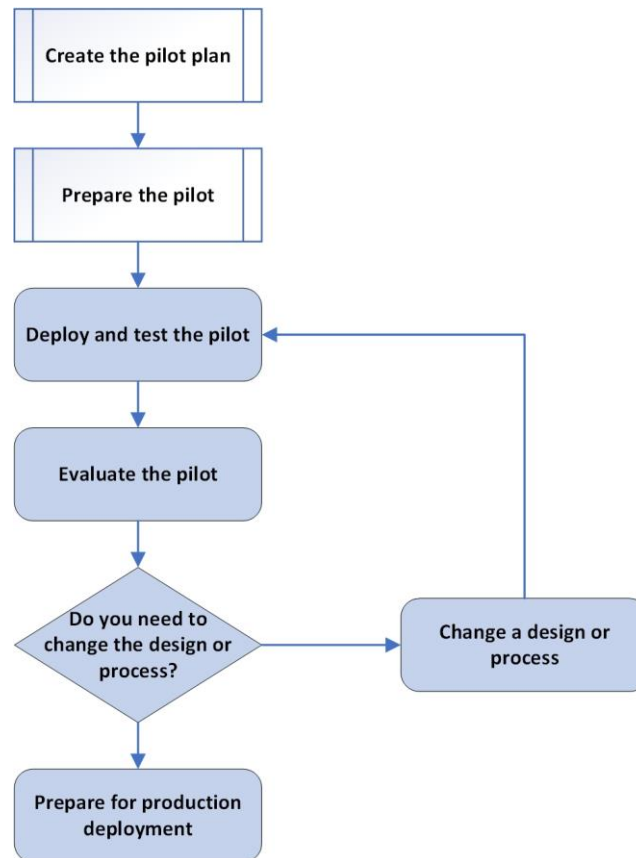 Create the pilot plan
Prepare the pilot
Deploy and test the pilot
Evaluate the pilot
Do you need to
change the design or
process?
Change a design or
process
Prepare for production
deployment